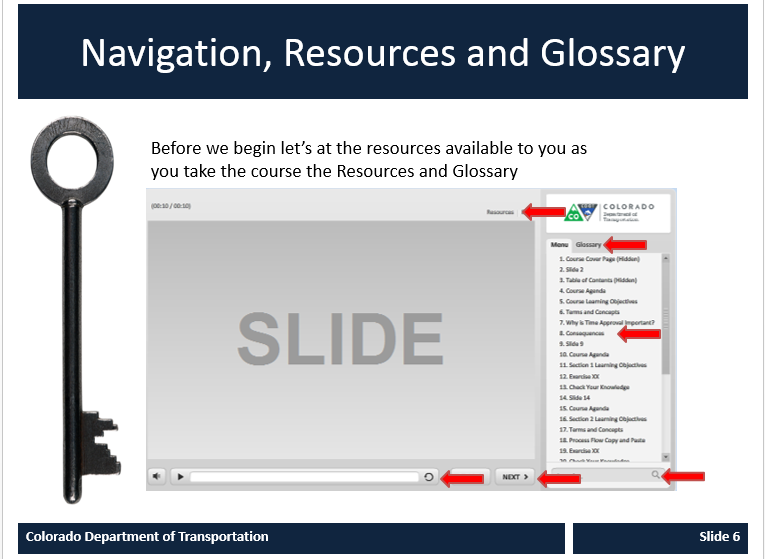 Navigation, Resources and Glossary
Before we begin let's at the resources available to you as
you take the course the Resources and Glossary
(00:10 / 00:10)
Resources
COLORADO
Department of
Transportation
Menu Glossary
1. Course Cover Page (Hidden)
2. Slide 2
3. Table of Contents (Hidden)
4. Course Agenda
5. Course Learning Objectives
6. Terms and Concepts
7. Why is Time Approval Important?
8. Consequences
9. Slide 9
10. Course Agenda
11. Section 1 Learning Objectives
12. Exercise XX
13. Check Your Knowledge
14. Slide 14
15. Course Agenda
16. Section 2 Learning Objectives
17. Terms and Concepts
18. Process Flow Copy and Paste
19. Exercise XX
20. Check Your Knowledge
SLIDE
NEXT >
Colorado Department of Transportation
Slide 6